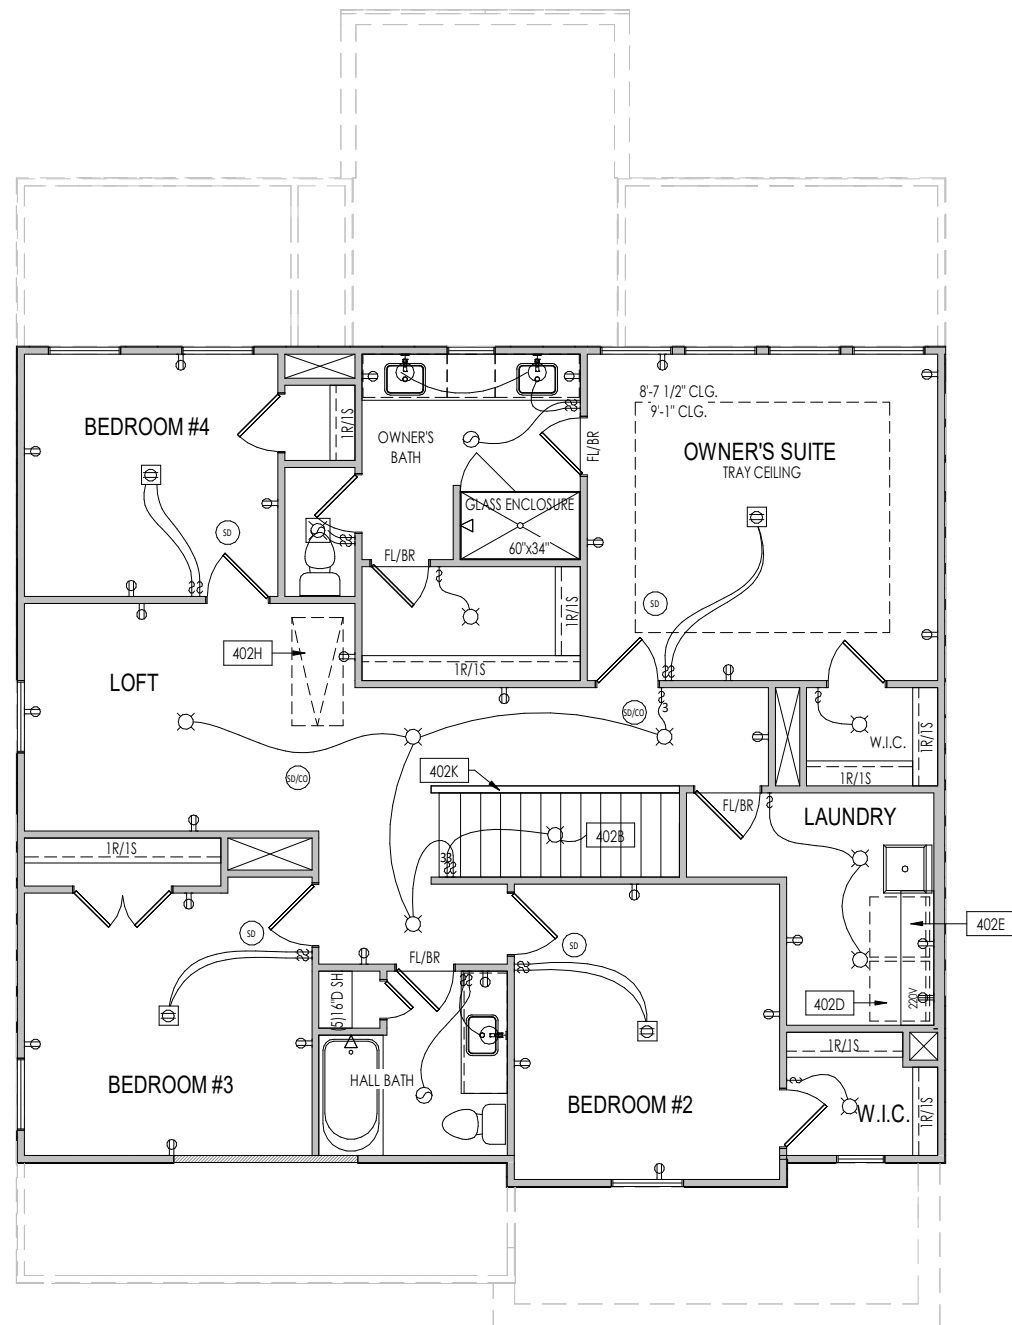 8'-7 1/2" CLG.
9'-1" CLG.
BEDROOM #4
1R/1S
OWNER'S
BATH
FL/BR
OWNER'S SUITE
TRAY CEILING
GLASS ENCLOSURE
60"x34"
SD
FL/BR
1R/1S
SD
402H
1R/1S
LOFT
SD/CO
3
W.I.C.
1R/1S
SD/CO
402K
1R/1S
FL/BR
LAUNDRY
402B
1R/1S
33
402E
SD
SD
FL/BR
(5)16"D SH.
402D
220V
1R/1S
HALL BATH
BEDROOM #3
BEDROOM #2
W.I.C.
1R/1S